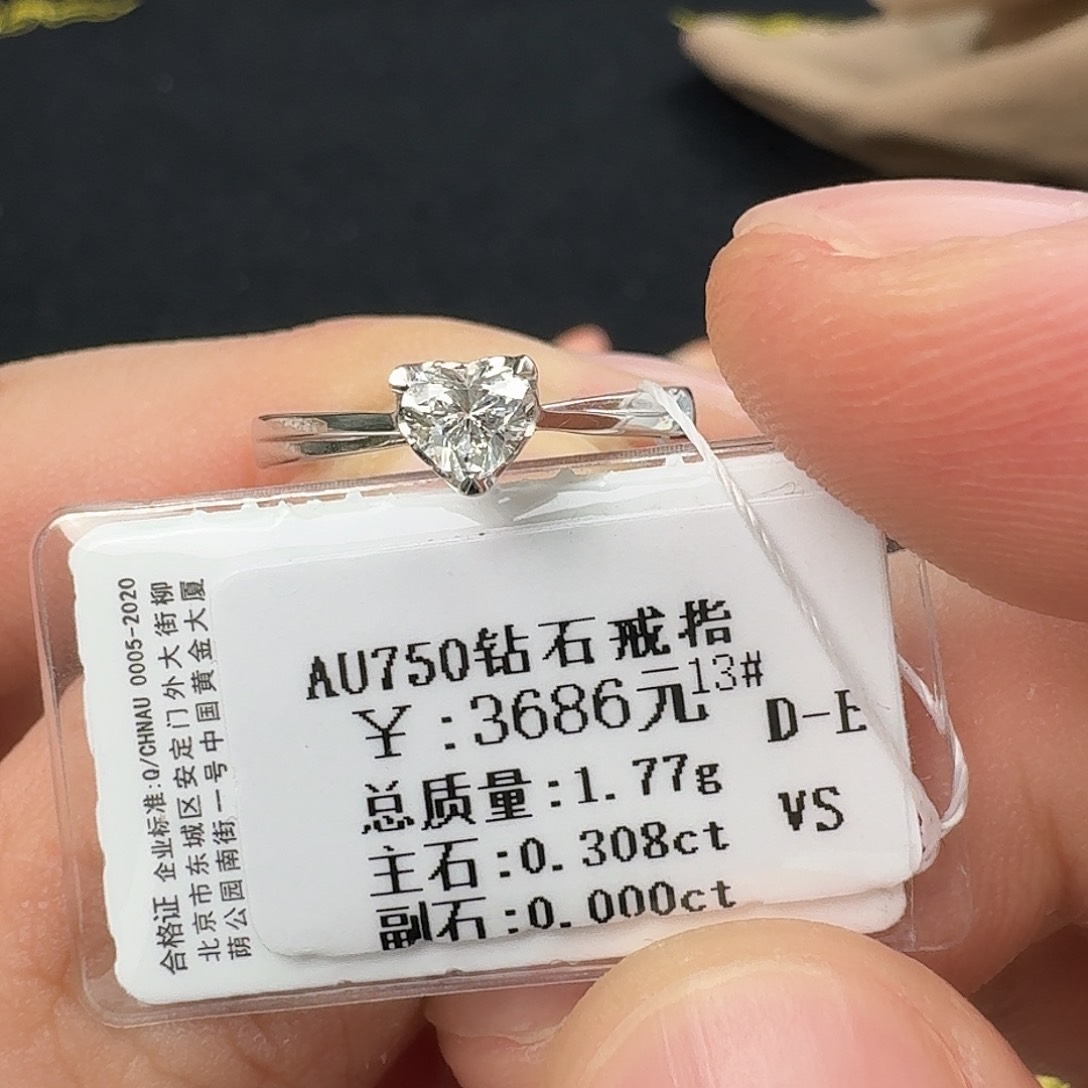 合格证 企业标准:Q/CHNAU 0005-2020
北京市东城区安定门外大街柳
荫公园南街一号中国黄金大厦
AU750钻石戒指
￥:3686元13#
D-E
总质量:1.77g
VS
主石:0.308ct
副石:0.000ct